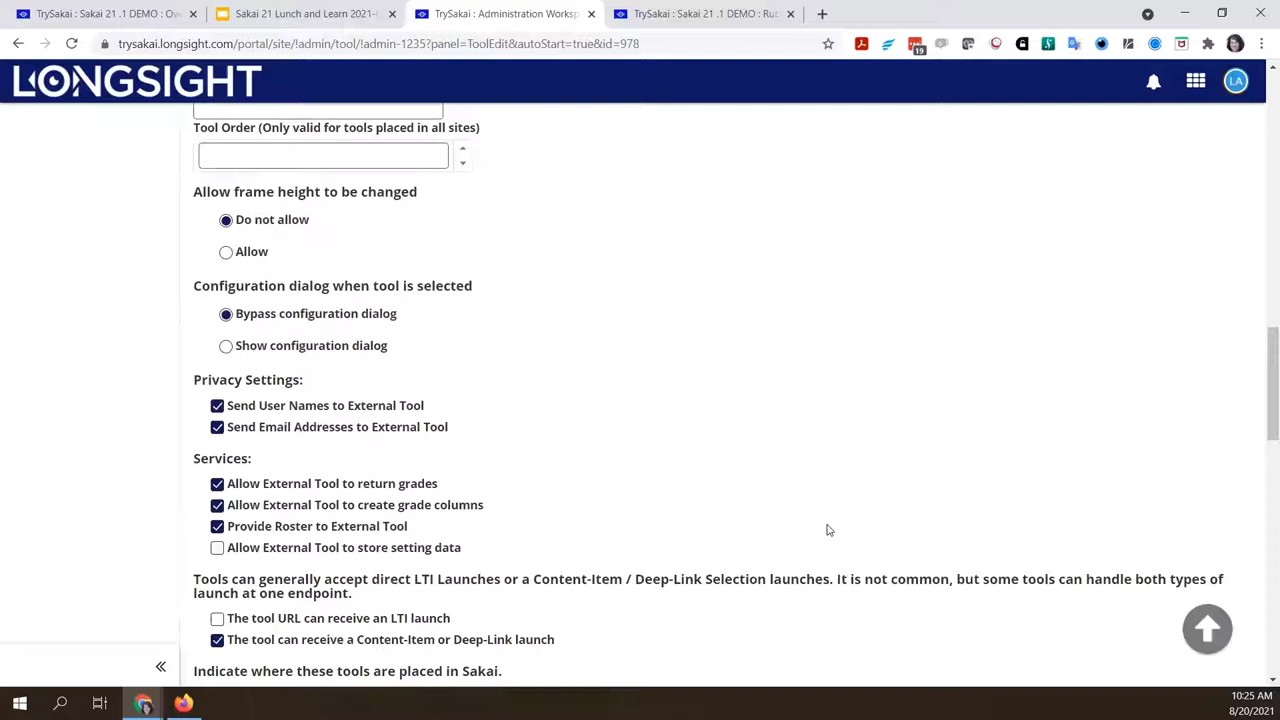 TrySakai : Sakai 21 .1 DEMO : Ov
Sakai 21 Lunch and Learn 2021-
TrySakai : Administration Worksp
TrySakai : Sakai 21 .1 DEMO : Ru
trysakai.longsight.com/portal/site/!admin/tool/!admin-1235?panel=ToolEdit&autoStart=true&id=978
19
LONGSIGHT
LA
Tool Order (Only valid for tools placed in all sites)
Allow frame height to be changed
Do not allow
Allow
Configuration dialog when tool is selected
Bypass configuration dialog
Show configuration dialog
Privacy Settings:
Send User Names to External Tool
Send Email Addresses to External Tool
Services:
Allow External Tool to return grades
Allow External Tool to create grade columns
Provide Roster to External Tool
Allow External Tool to store setting data
Tools can generally accept direct LTI Launches or a Content-Item / Deep-Link Selection launches. It is not common, but some tools can handle both types of
launch at one endpoint.
The tool URL can receive an LTI launch
The tool can receive a Content-Item or Deep-Link launch
Indicate where these tools are placed in Sakai.
10:25 AM
8/20/2021